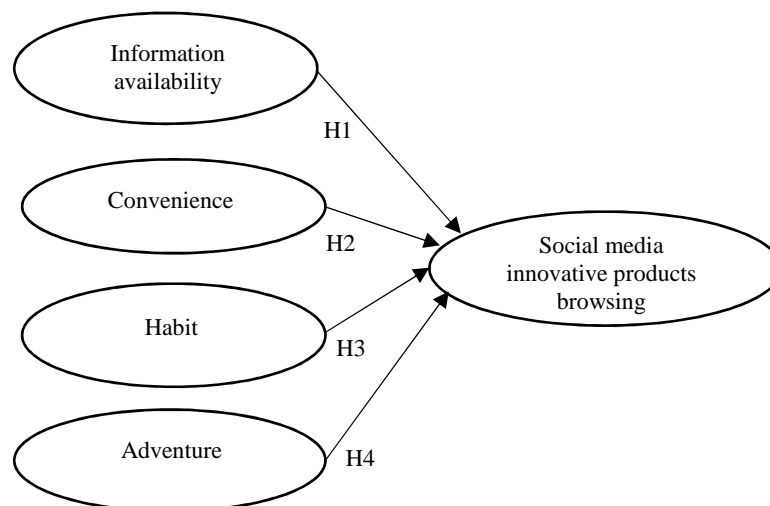 Information
availability
H1
Convenience
H2
Social media
innovative products
browsing
Habit
H3
Adventure
H4